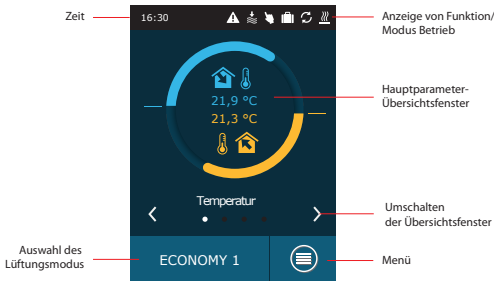 Zeit
16:30
Anzeige von Funktion/
Modus Betrieb
21,9 °C
21,3 °C
Hauptparameter-
Übersichtsfenster
Temperatur
Umschalten
der Übersichtsfenster
Auswahl des
Lüftungsmodus
ECONOMY 1
Menü